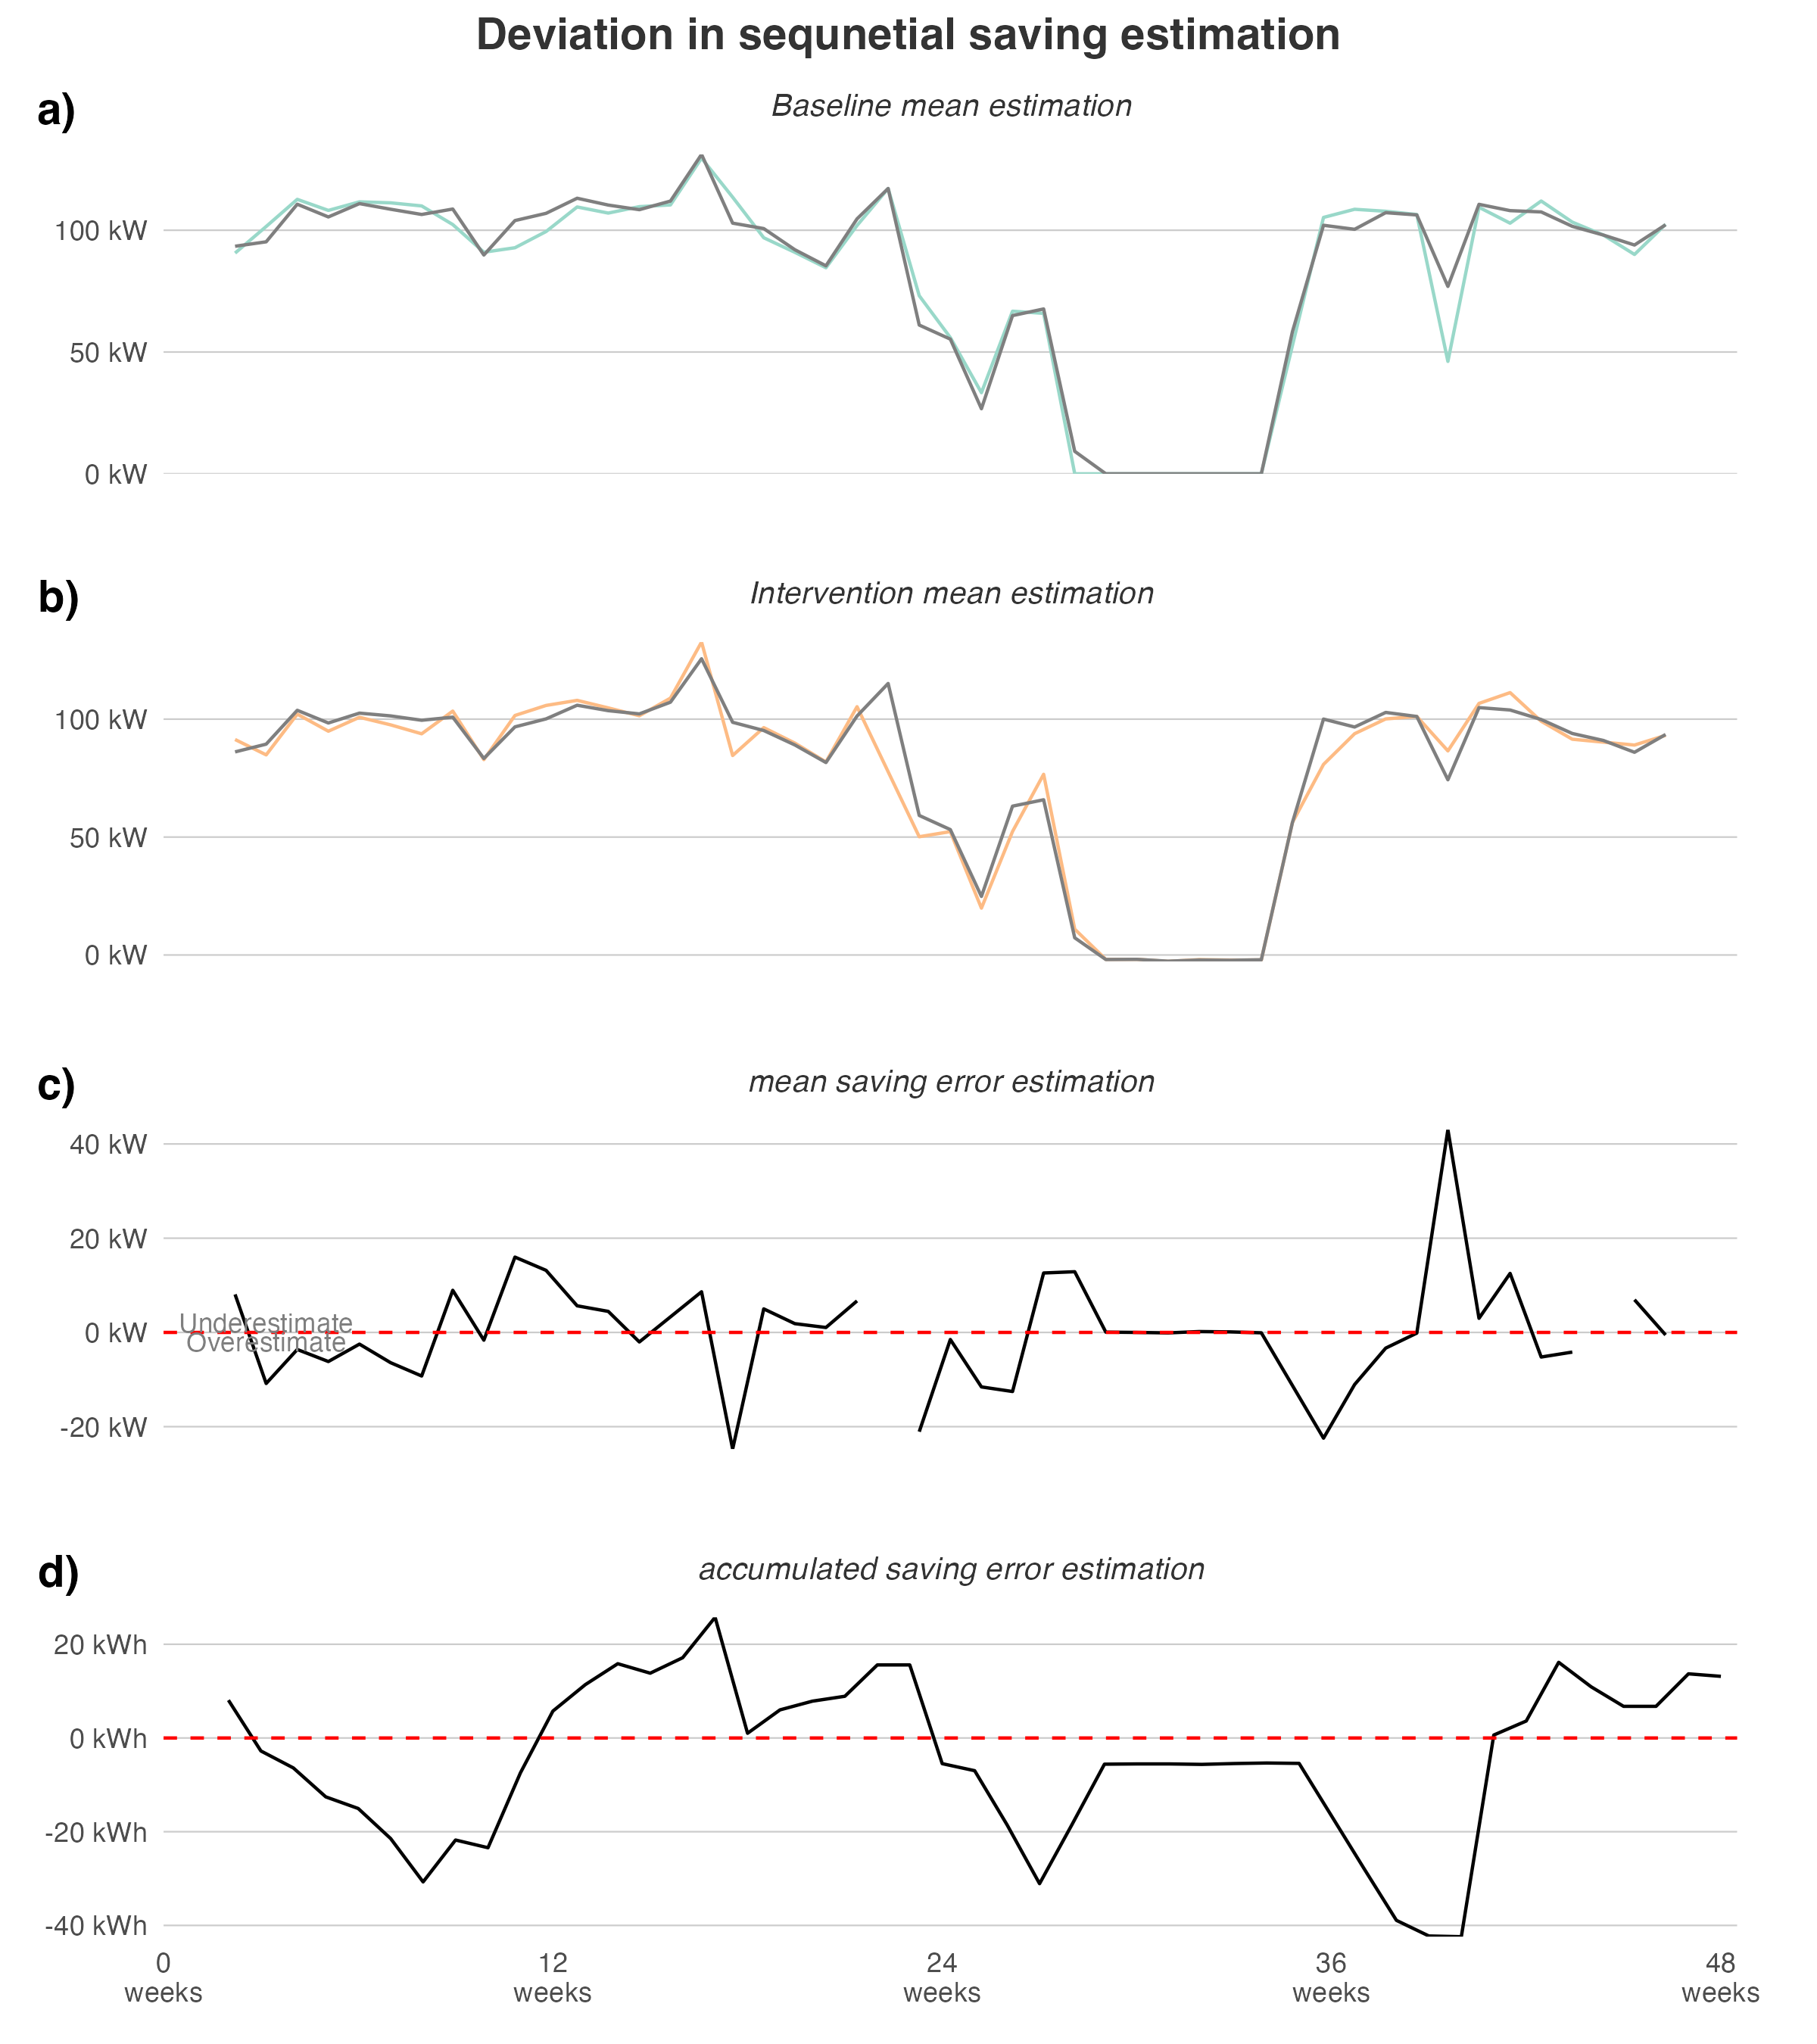 Deviation in sequnetial saving estimation
a)
Baseline mean estimation
100 kW
50 kW
0 kW
b)
Intervention mean estimation
100 kW
50 kW
0 kW
c)
mean saving error estimation
40 kW
20 kW
Underestimate
0 kW
Overestimate
-20 kW
d)
accumulated saving error estimation
20 kWh
0 kWh
-20 kWh
-40 kWh
0 12 24 36 48
weeks weeks weeks weeks weeks